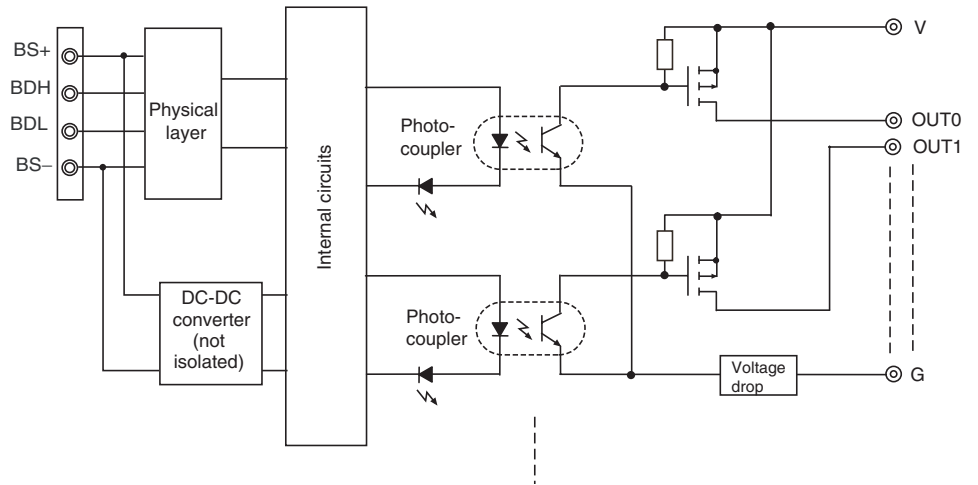 BS+
BDH
BDL
BS−
Physical
layer
DC-DC
converter
(not
isolated)
Internal circuits
Photo-
coupler
Photo-
coupler
Voltage
drop
V
OUT0
OUT1
G